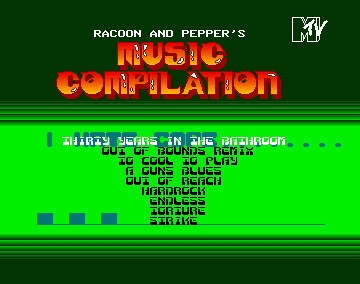 RACOON AND PEPPER'S
MTV
MUSIC
COMPILATION
THIRTY YEARS IN THE BATHROOM
OUT OF BOUNDS REMIX
TO COOL TO PLAY
A GUNS BLUES
OUT OF REACH
HARDROCK
ENDLESS
TORTURE
STRIKE